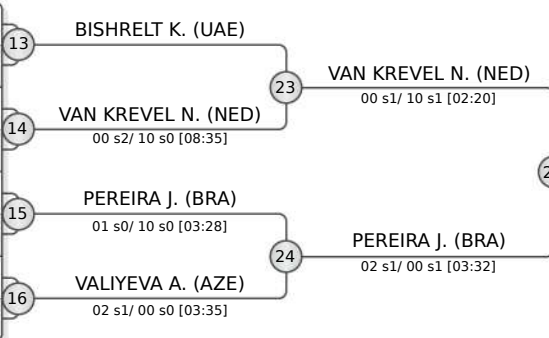 BISHRELT K. (UAE)
13
VAN KREVEL N. (NED)
23
00 s1/ 10 s1 [02:20]
VAN KREVEL N. (NED)
14
00 s2/ 10 s0 [08:35]
PEREIRA J. (BRA)
15
01 s0/ 10 s0 [03:28]
PEREIRA J. (BRA)
24
02 s1/ 00 s1 [03:32]
VALIYEVA A. (AZE)
16
02 s1/ 00 s0 [03:35]